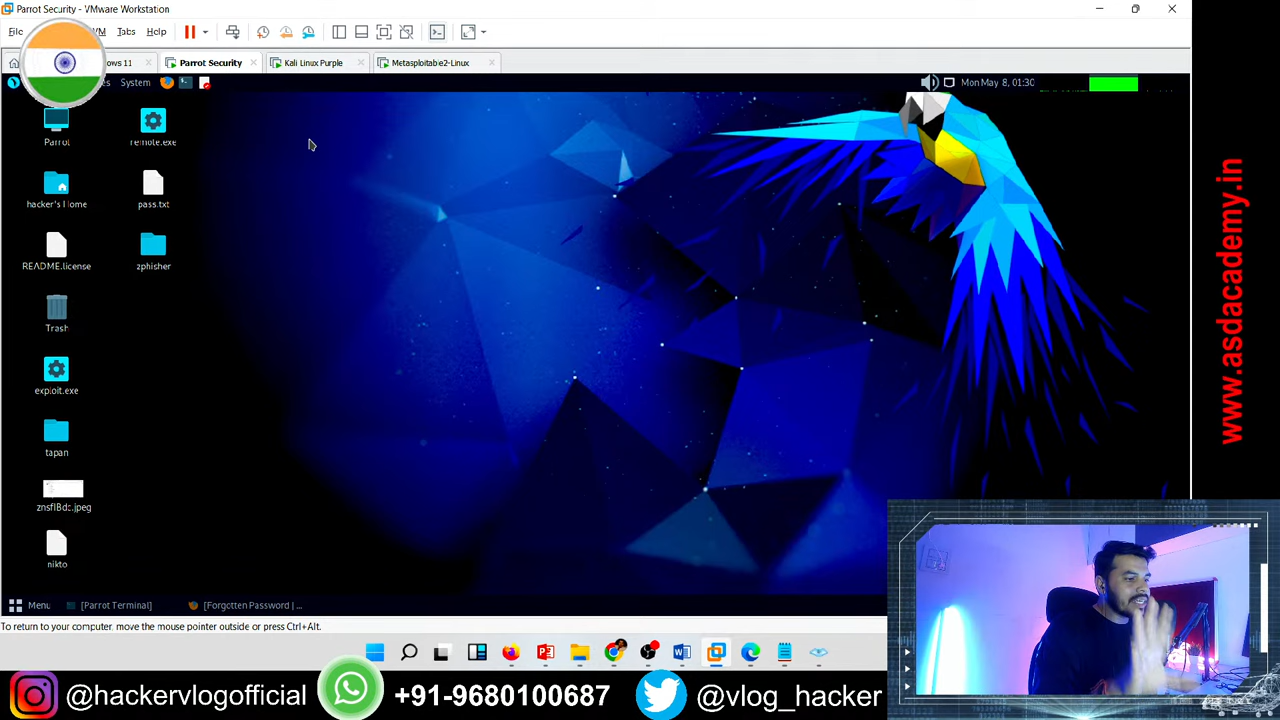 Parrot Security - VMware Workstation
File VM Tabs Help
11 Parrot Security Kali Linux Purple Metasploitable2-Linux
System Mon May 8, 01:30
Parrot remote.exe
hacker's Home pass.txt
README.license zphisher
Trash
exploit.exe
tapan
nikto
Menu [Parrot Terminal] [Forgotten Password | ...
To return to your computer, move the mouse pointer outside or press Ctrl+Alt.
@hackervlogofficial +91-9680100687 @vlog_hacker
www.asdacademy.in